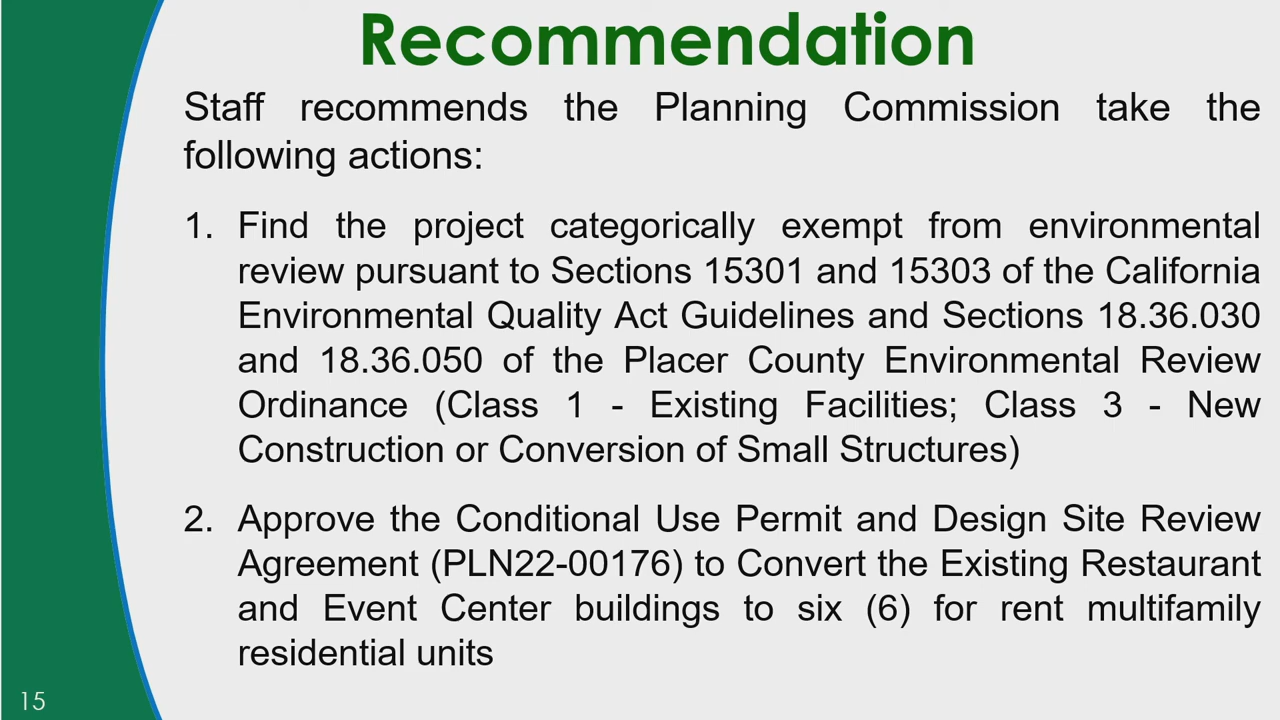 Recommendation
Staff recommends the Planning Commission take the
following actions:
1. Find the project categorically exempt from environmental
review pursuant to Sections 15301 and 15303 of the California
Environmental Quality Act Guidelines and Sections 18.36.030
and 18.36.050 of the Placer County Environmental Review
Ordinance (Class 1 - Existing Facilities; Class 3 - New
Construction or Conversion of Small Structures)
2. Approve the Conditional Use Permit and Design Site Review
Agreement (PLN22-00176) to Convert the Existing Restaurant
and Event Center buildings to six (6) for rent multifamily
residential units
15